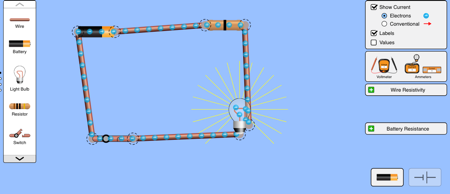 Wire
Battery
Light Bulb
Resistor
Switch
Show Current
Electrons
Conventional
Labels
Values
Voltmeter
Ammeters
Wire Resistivity
Battery Resistance